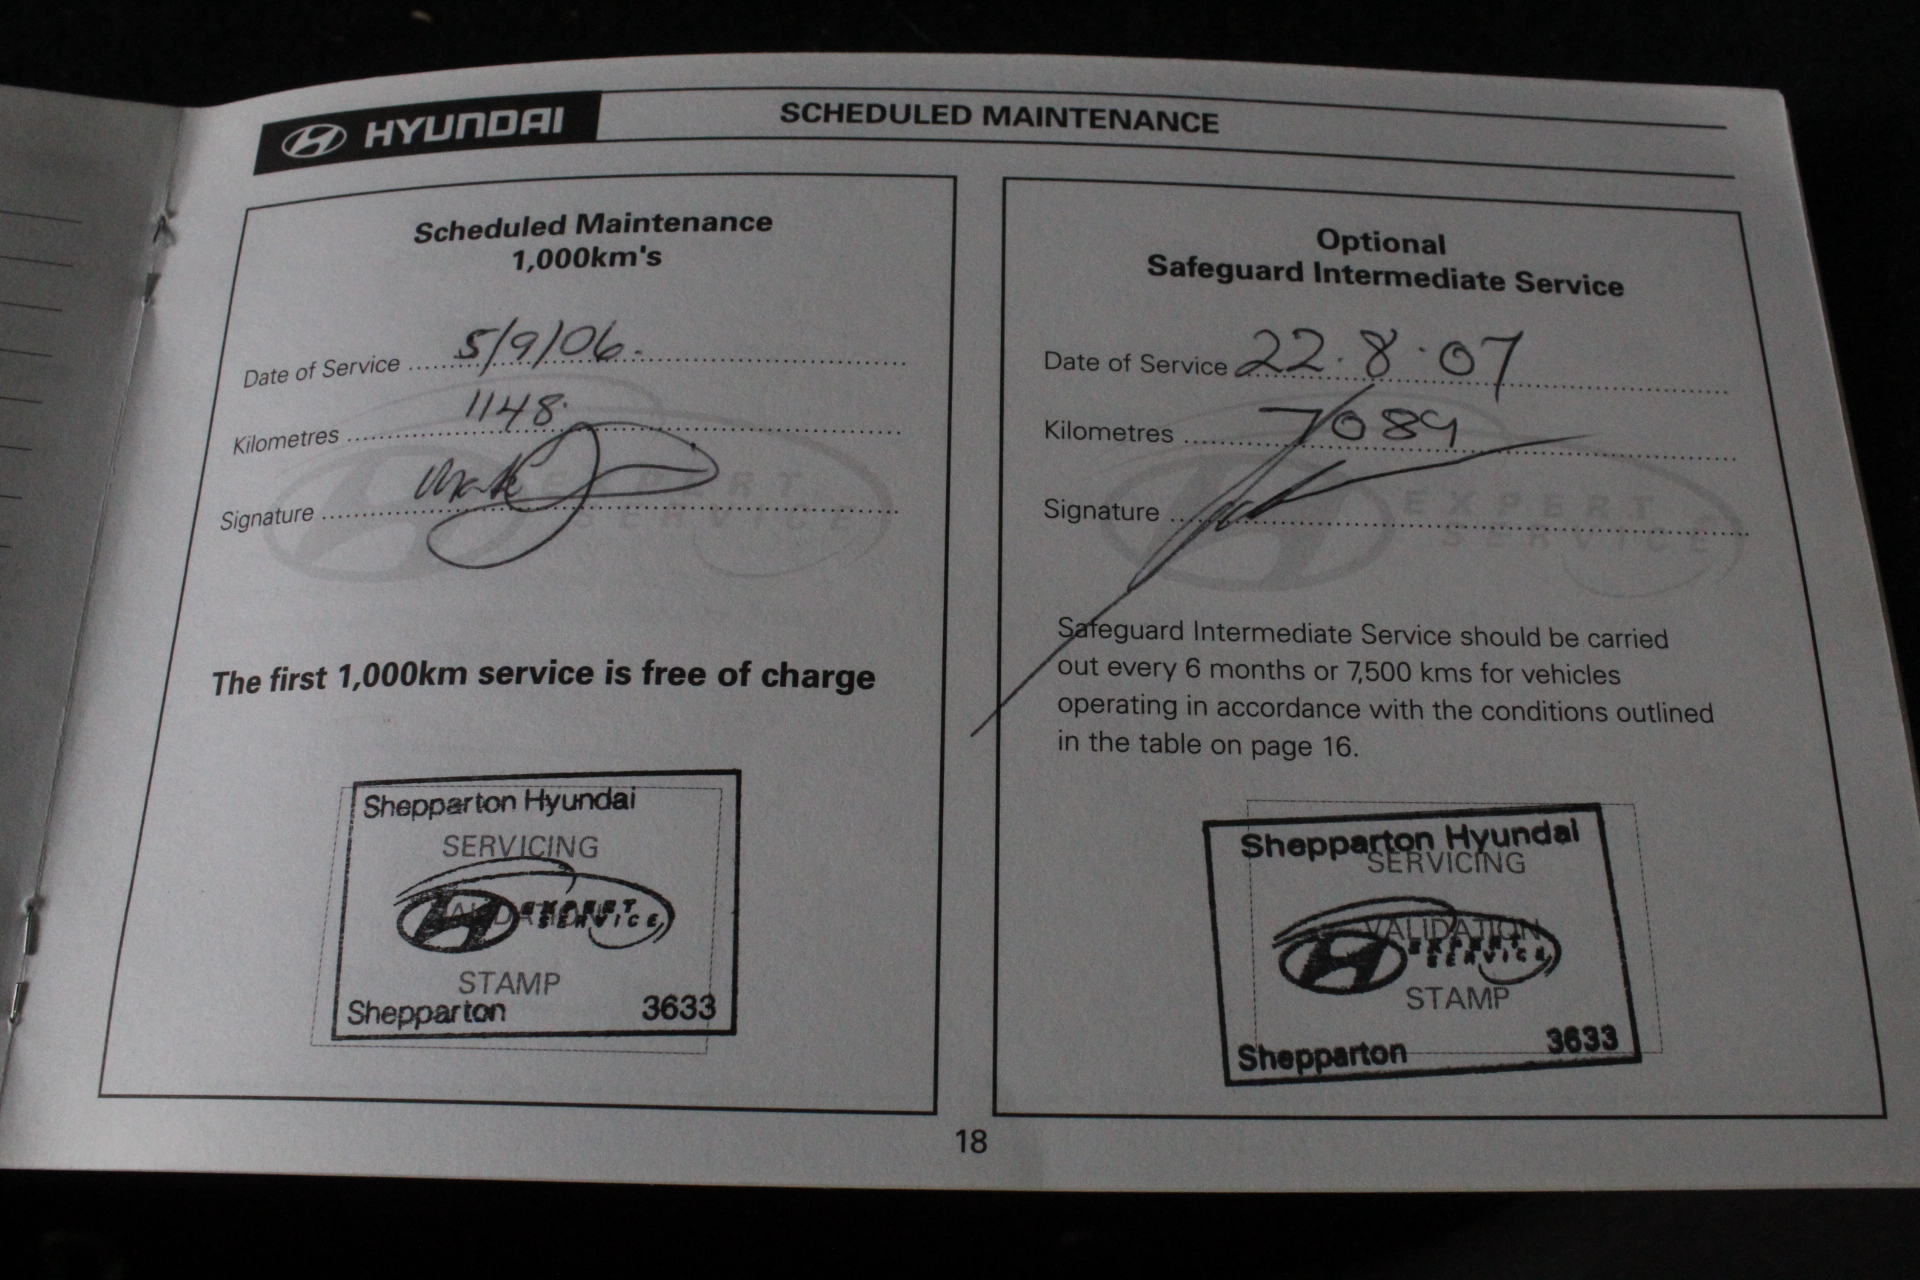 HYUNDAI
SCHEDULED MAINTENANCE
Scheduled Maintenance
1,000km's
Date of Service 5/9/06.
Kilometres 1148.
Signature
EXPERT
SERVICE
The first 1,000km service is free of charge
Shepparton Hyundai
SERVICING
VALIDATION
EXPERT
SERVICE
STAMP
Shepparton 3633
Optional
Safeguard Intermediate Service
Date of Service 22.8.07
Kilometres 7089
Signature
EXPERT
SERVICE
Safeguard Intermediate Service should be carried
out every 6 months or 7,500 kms for vehicles
operating in accordance with the conditions outlined
in the table on page 16.
Shepparton Hyundai
SERVICING
VALIDATION
EXPERT
SERVICE
STAMP
Shepparton 3633
18